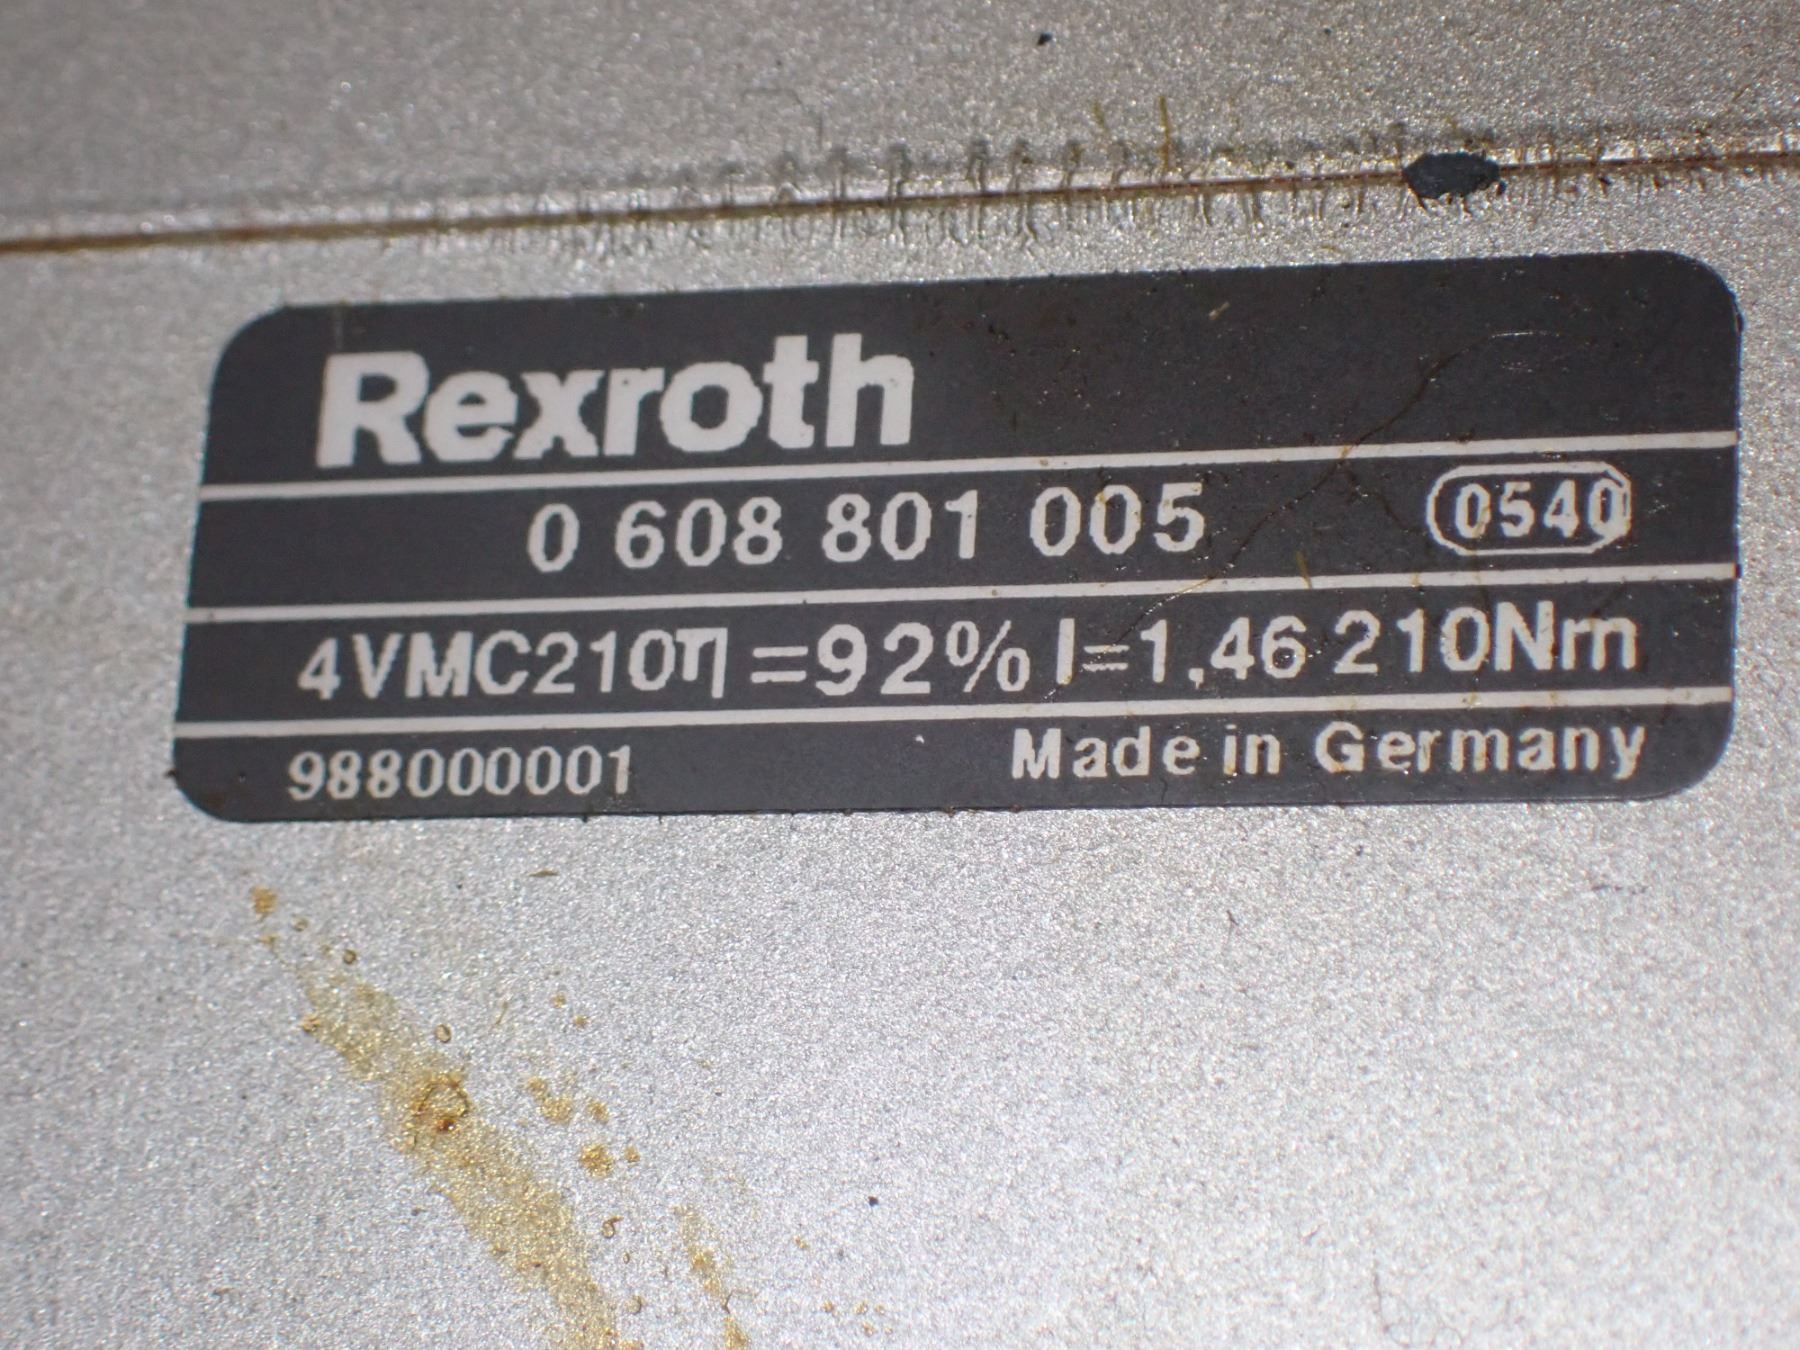 Rexroth
0 608 801 005 0540
4VMC210η =92% I=1,46 210Nm
988000001 Made in Germany